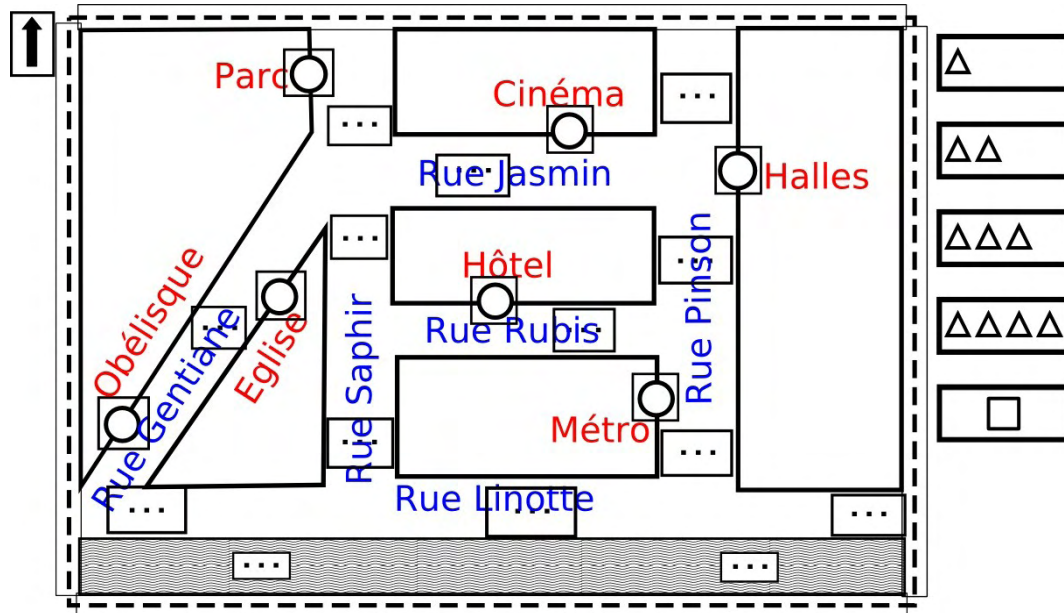 Parc
Cinéma
Rue Jasmin
Halles
Obélisque
Rue Gentiane
Eglise
Rue Saphir
Hôtel
Rue Rubis
Rue Pinson
Métro
Rue Linotte